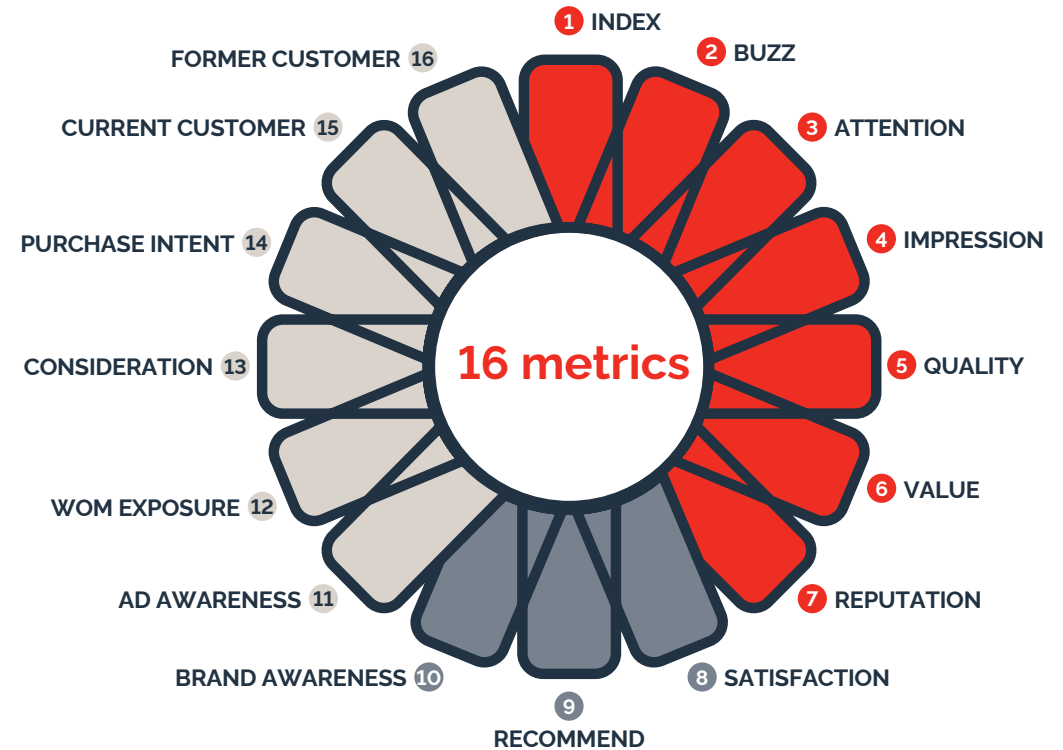 1 INDEX
2 BUZZ
3 ATTENTION
4 IMPRESSION
5 QUALITY
6 VALUE
7 REPUTATION
8 SATISFACTION
9
RECOMMEND
BRAND AWARENESS 10
AD AWARENESS 11
WOM EXPOSURE 12
CONSIDERATION 13
PURCHASE INTENT 14
CURRENT CUSTOMER 15
FORMER CUSTOMER 16
16 metrics